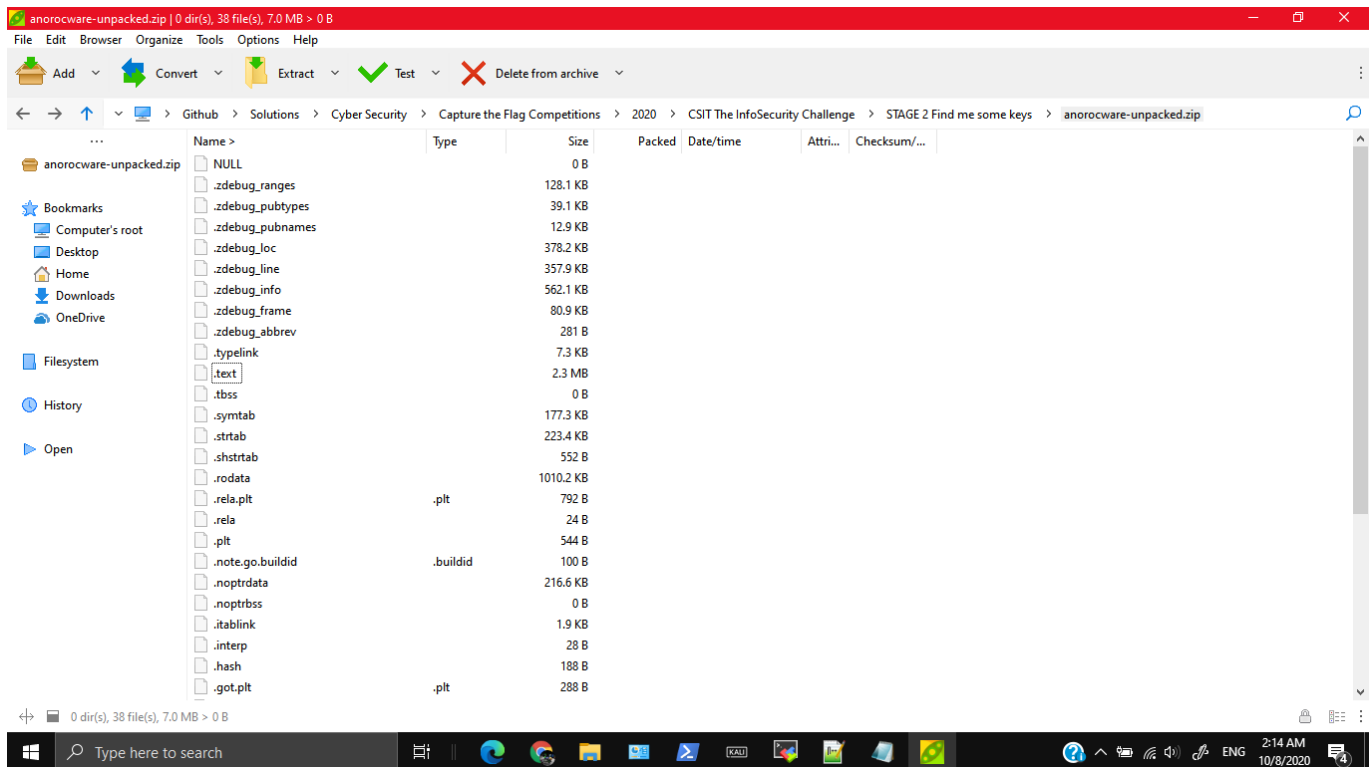 anorocware-unpacked.zip | 0 dir(s), 38 file(s), 7.0 MB > 0 B
File Edit Browser Organize Tools Options Help
Add Convert Extract Test Delete from archive
Github > Solutions > Cyber Security > Capture the Flag Competitions > 2020 > CSIT The InfoSecurity Challenge > STAGE 2 Find me some keys > anorocware-unpacked.zip
... Name > Type Size Packed Date/time Attri... Checksum/...
anorocware-unpacked.zip NULL 0 B
.zdebug_ranges 128.1 KB
Bookmarks .zdebug_pubtypes 39.1 KB
Computer's root .zdebug_pubnames 12.9 KB
Desktop .zdebug_loc 378.2 KB
Home .zdebug_line 357.9 KB
Downloads .zdebug_info 562.1 KB
OneDrive .zdebug_frame 80.9 KB
.zdebug_abbrev 281 B
Filesystem .typelink 7.3 KB
.text 2.3 MB
History .tbss 0 B
.symtab 177.3 KB
Open .strtab 223.4 KB
.shstrtab 552 B
.rodata 1010.2 KB
.rela.plt .plt 792 B
.rela 24 B
.plt 544 B
.note.go.buildid .buildid 100 B
.noptrdata 216.6 KB
.noptrbss 0 B
.itablink 1.9 KB
.interp 28 B
.hash 188 B
.got.plt .plt 288 B
0 dir(s), 38 file(s), 7.0 MB > 0 B
Type here to search KALI ENG 2:14 AM
10/8/2020 4